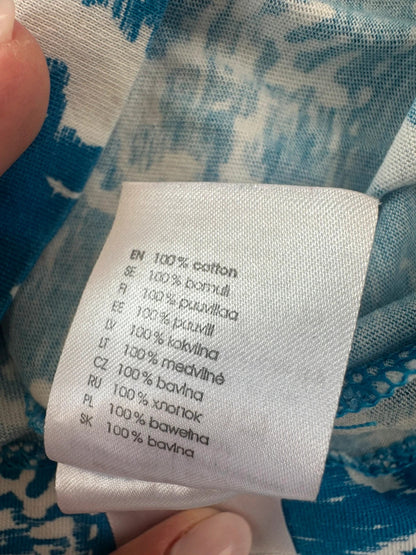 EN 100% cotton
SE 100% bomull
FI 100% puuvillaa
EE 100% puuvill
LV 100% kokvilna
LT 100% medvilnė
CZ 100% bavlna
RU 100% хлопок
PL 100% bawełna
SK 100% bavlna